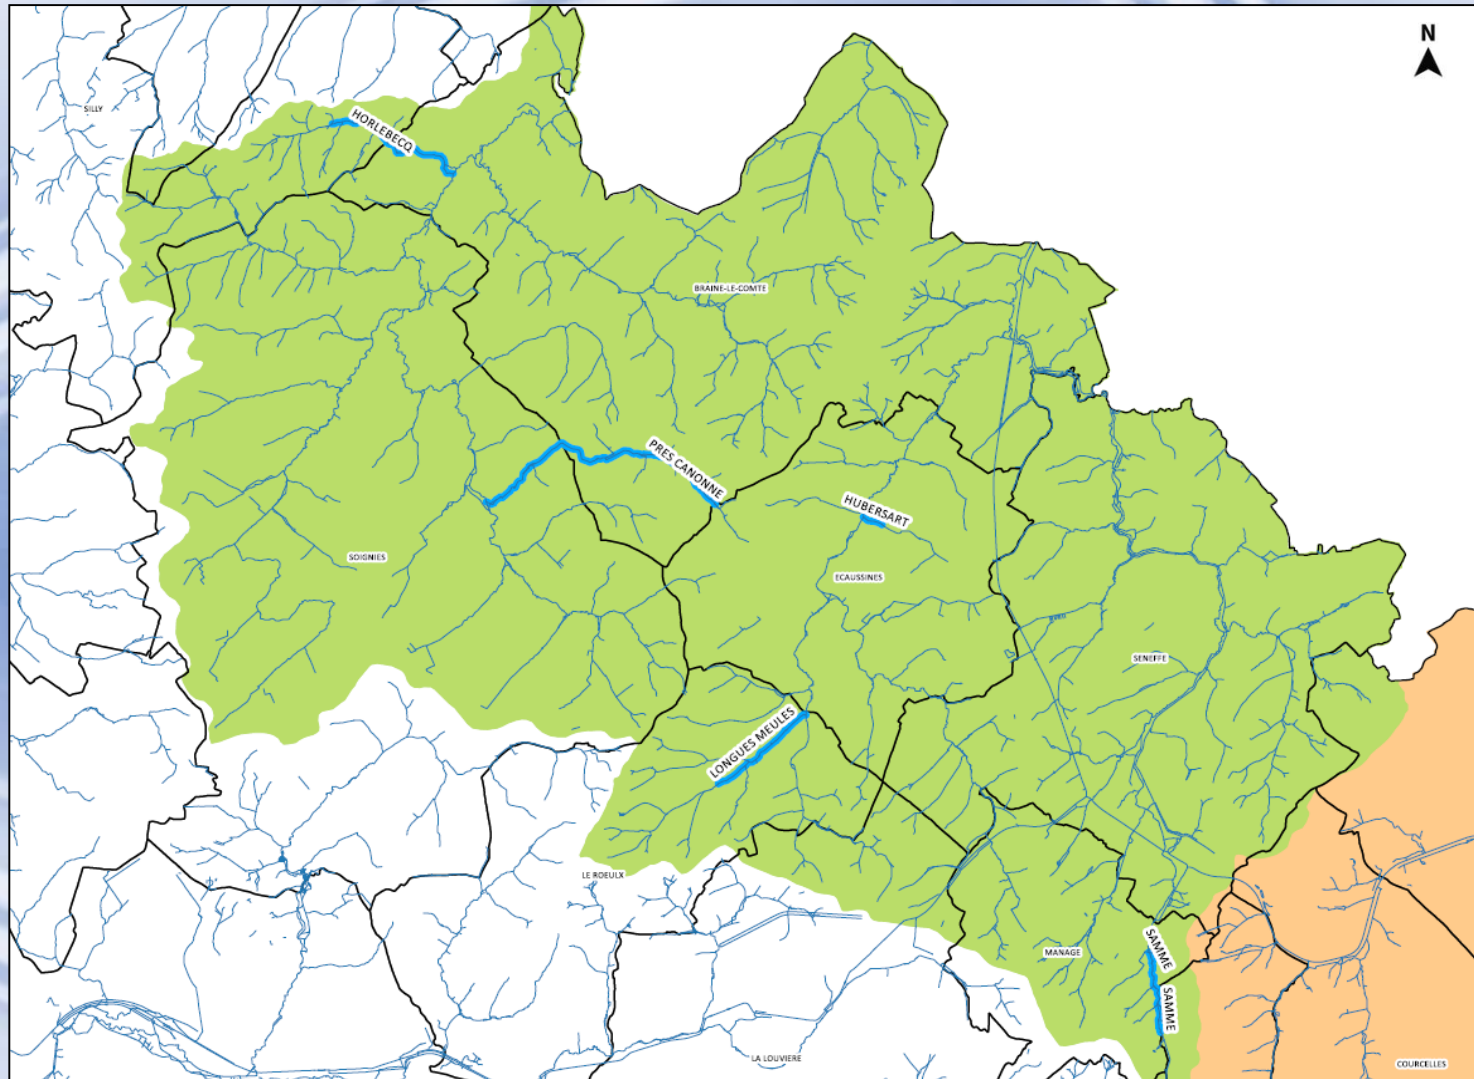 N
SILLY
HORLEBECQ
BRAINE-LE-COMTE
PRES CANONNE
HUBERSART
SOIGNIES
ECAUSSINES
SENEFFE
LONGUES MEULES
LE ROEULX
SAMME
MANAGE
SAMME
LA LOUVIERE
COURCELLES